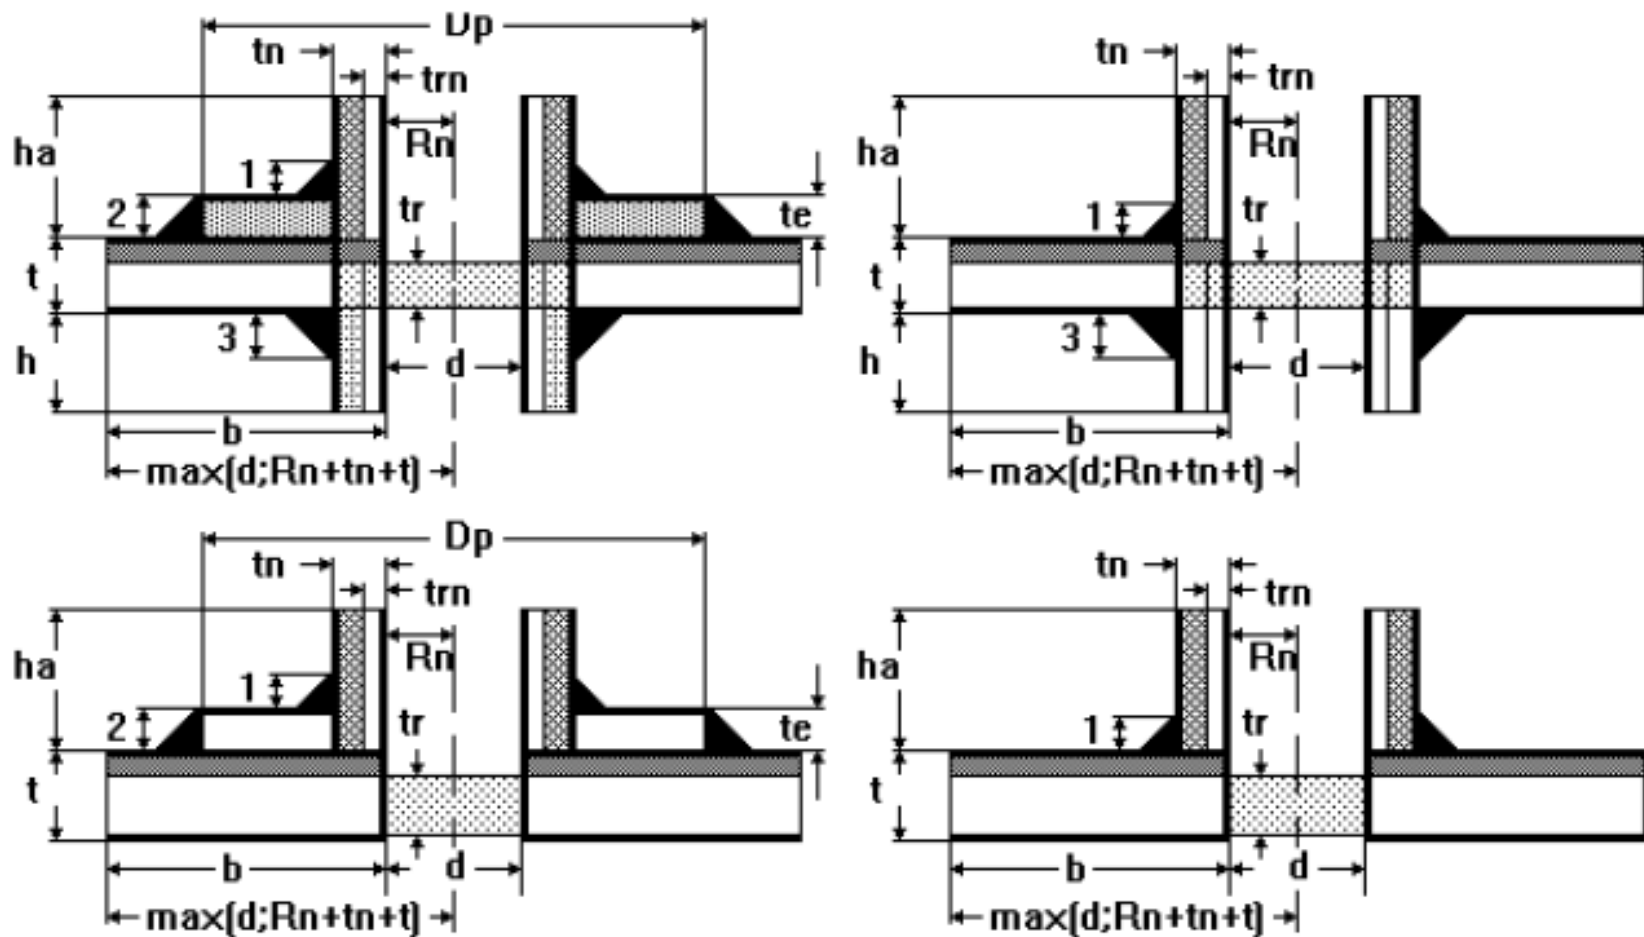 Dp
tn
trn
Rn
ha
1
2
tr
te
t
3
h
d
b
max(d;Rn+tn+t)
tn
trn
Rn
ha
1
tr
t
3
h
d
b
max(d;Rn+tn+t)
Dp
tn
trn
Rn
ha
1
2
tr
te
t
b
d
max(d;Rn+tn+t)
tn
trn
Rn
ha
1
tr
t
b
d
max(d;Rn+tn+t)